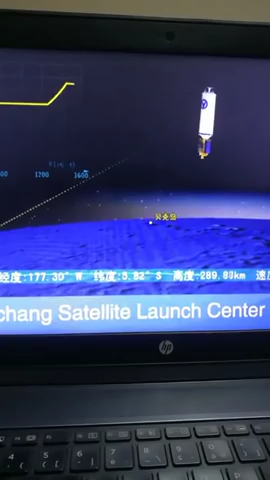 800 1200 1600
经度:177.30° W 纬度:5.82° S 高度:289.83km 速
chang Satellite Launch Center
hp